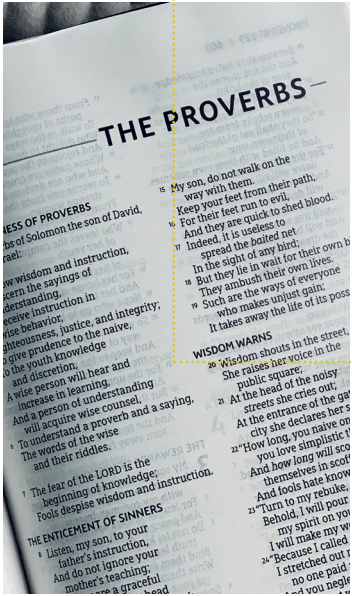 THE PROVERBS
NESS OF PROVERBS
bs of Solomon the son of David,
rael:
ow wisdom and instruction,
scern the sayings of
derstanding,
eceive instruction in
ise behavior,
ghteousness, justice, and integrity;
o give prudence to the naive,
o the youth knowledge
and discretion,
A wise person will hear and
increase in learning,
And a person of understanding
will acquire wise counsel,
6 To understand a proverb and a saying,
The words of the wise
and their riddles.
7 The fear of the LORD is the
beginning of knowledge;
Fools despise wisdom and instruction.
THE ENTICEMENT OF SINNERS
8 Listen, my son, to your
father's instruction,
And do not ignore your
mother's teaching;
are a graceful
head
15 My son, do not walk on the
way with them.
Keep your feet from their path,
16 For their feet run to evil,
And they are quick to shed blood.
17 Indeed, it is useless to
spread the baited net
In the sight of any bird;
18 But they lie in wait for their own b
They ambush their own lives.
19 Such are the ways of everyone
who makes unjust gain;
It takes away the life of its poss
WISDOM WARNS
20 Wisdom shouts in the street,
She raises her voice in the
public square;
21 At the head of the noisy
streets she cries out;
At the entrance of the ga
city she declares her s
22 "How long, you naive on
you love simplistic t
And how long will sco
themselves in scoff
And fools hate know
23 "Turn to my rebuke,
Behold, I will pour
my spirit on yo
I will make my w
24 "Because I called
I stretched out m
no one paid
And you negle